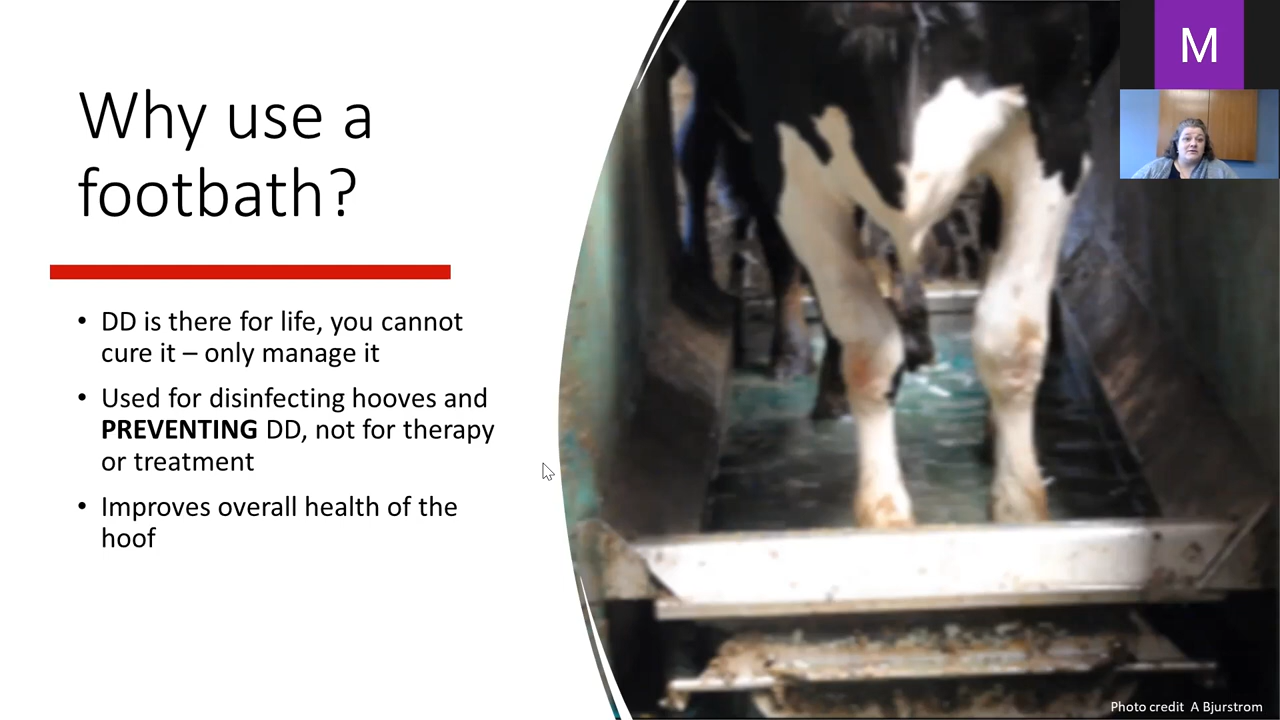 Why use a
footbath?
• DD is there for life, you cannot
cure it – only manage it
• Used for disinfecting hooves and
PREVENTING DD, not for therapy
or treatment
• Improves overall health of the
hoof
M
Photo credit A Bjurstrom